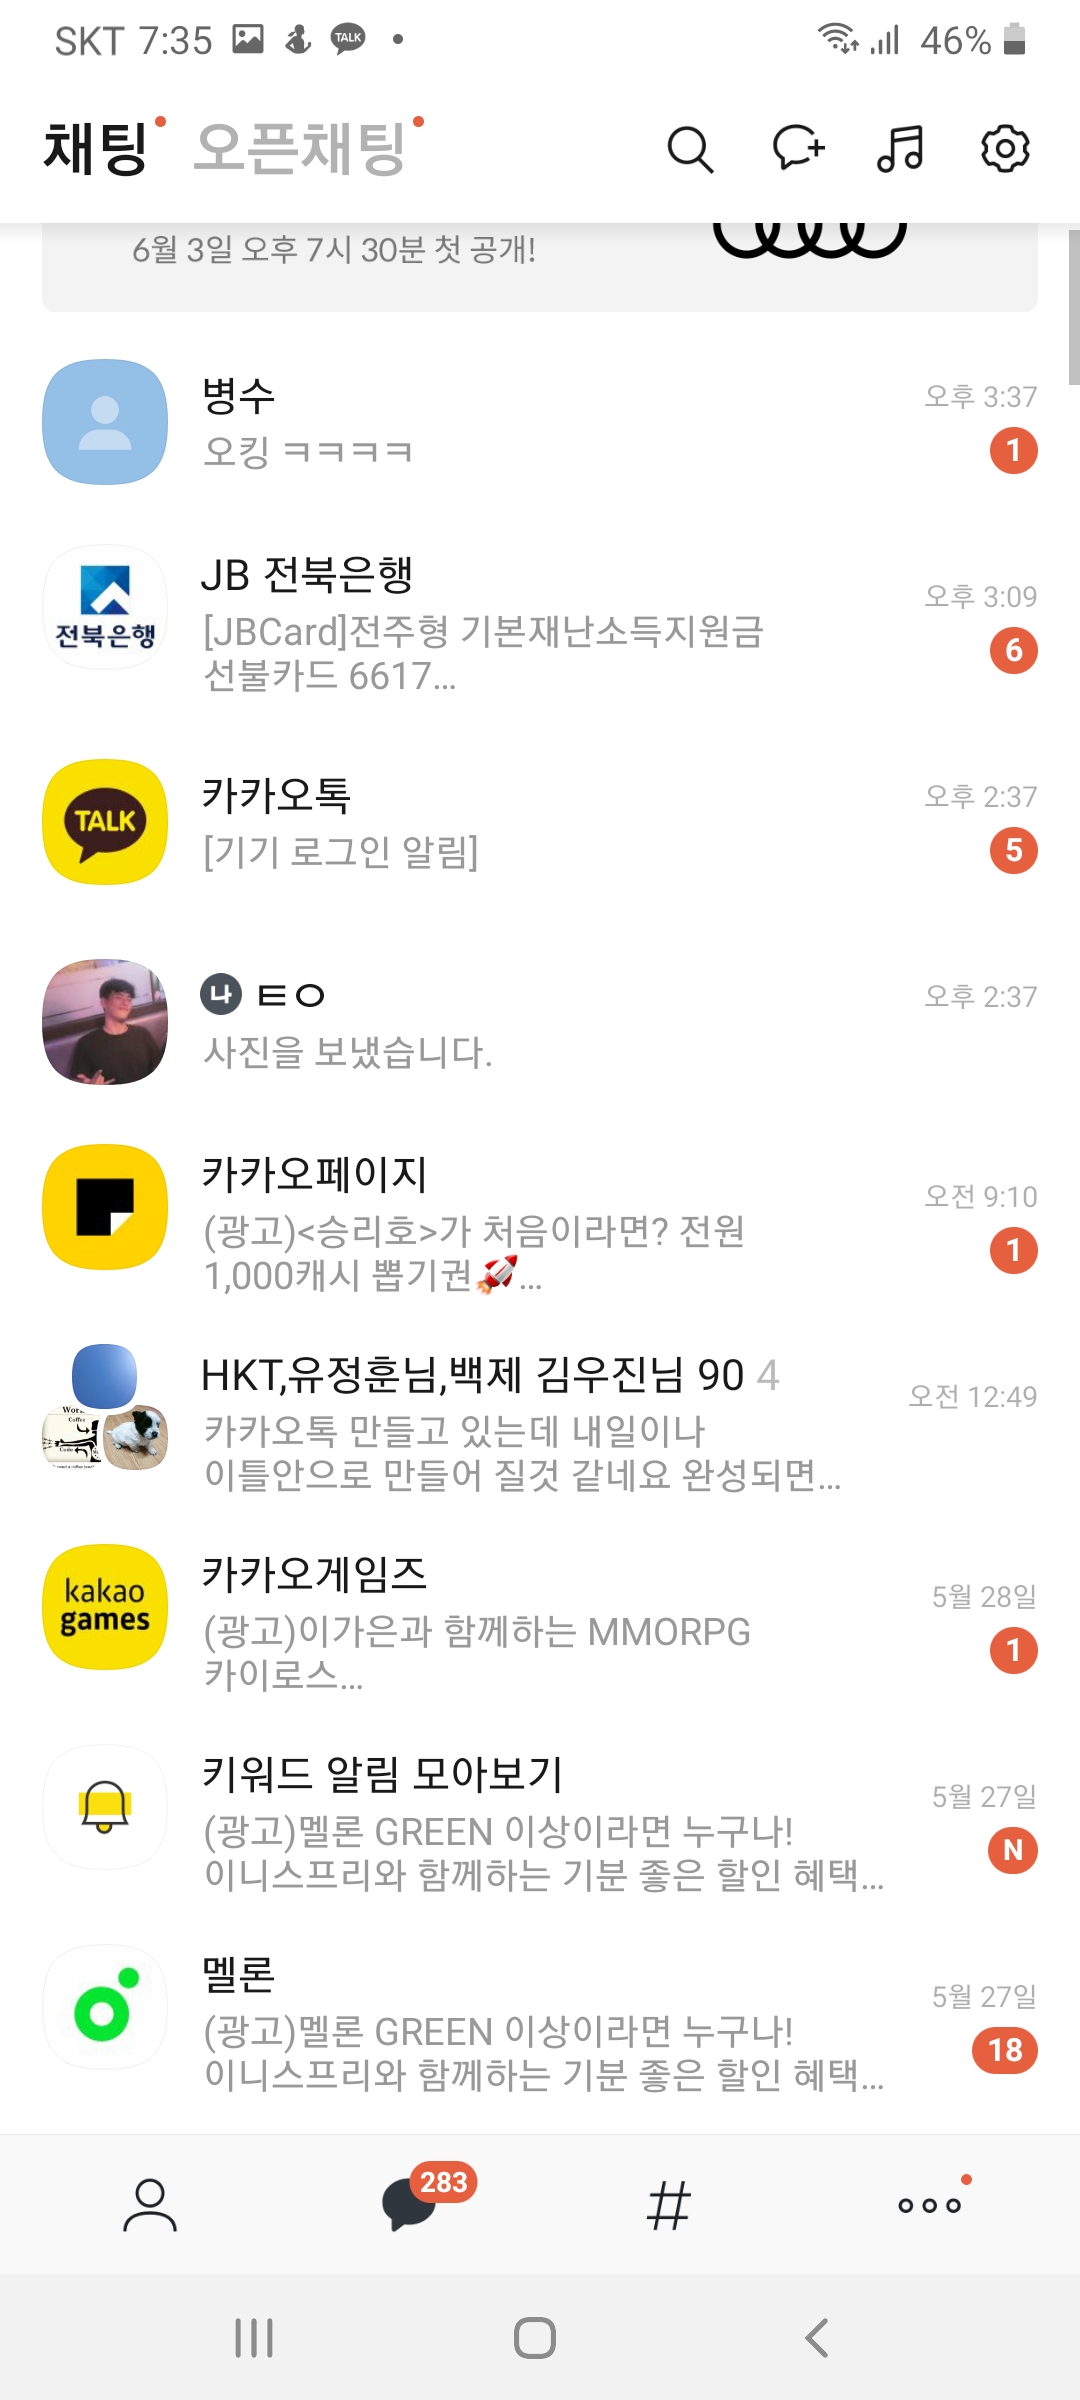 SKT 7:35 TALK 46%
채팅 오픈채팅
6월 3일 오후 7시 30분 첫 공개!
병수
오후 3:37
오킹 ㅋㅋㅋㅋ
1
JB 전북은행
오후 3:09
전북은행
[JBCard]전주형 기본재난소득지원금
선불카드 6617...
6
카카오톡
오후 2:37
TALK
[기기 로그인 알림]
5
나 ㅌㅇ
오후 2:37
사진을 보냈습니다.
카카오페이지
오전 9:10
(광고)<승리호>가 처음이라면? 전원
1,000캐시 뽑기권🚀...
1
HKT,유정훈님,백제 김우진님 90 4
오전 12:49
Coffee
Code
카카오톡 만들고 있는데 내일이나
이틀안으로 만들어 질것 같네요 완성되면...
카카오게임즈
5월 28일
kakao
games
(광고)이가은과 함께하는 MMORPG
카이로스...
1
키워드 알림 모아보기
5월 27일
(광고)멜론 GREEN 이상이라면 누구나!
이니스프리와 함께하는 기분 좋은 할인 혜택...
N
멜론
5월 27일
(광고)멜론 GREEN 이상이라면 누구나!
이니스프리와 함께하는 기분 좋은 할인 혜택...
18
283